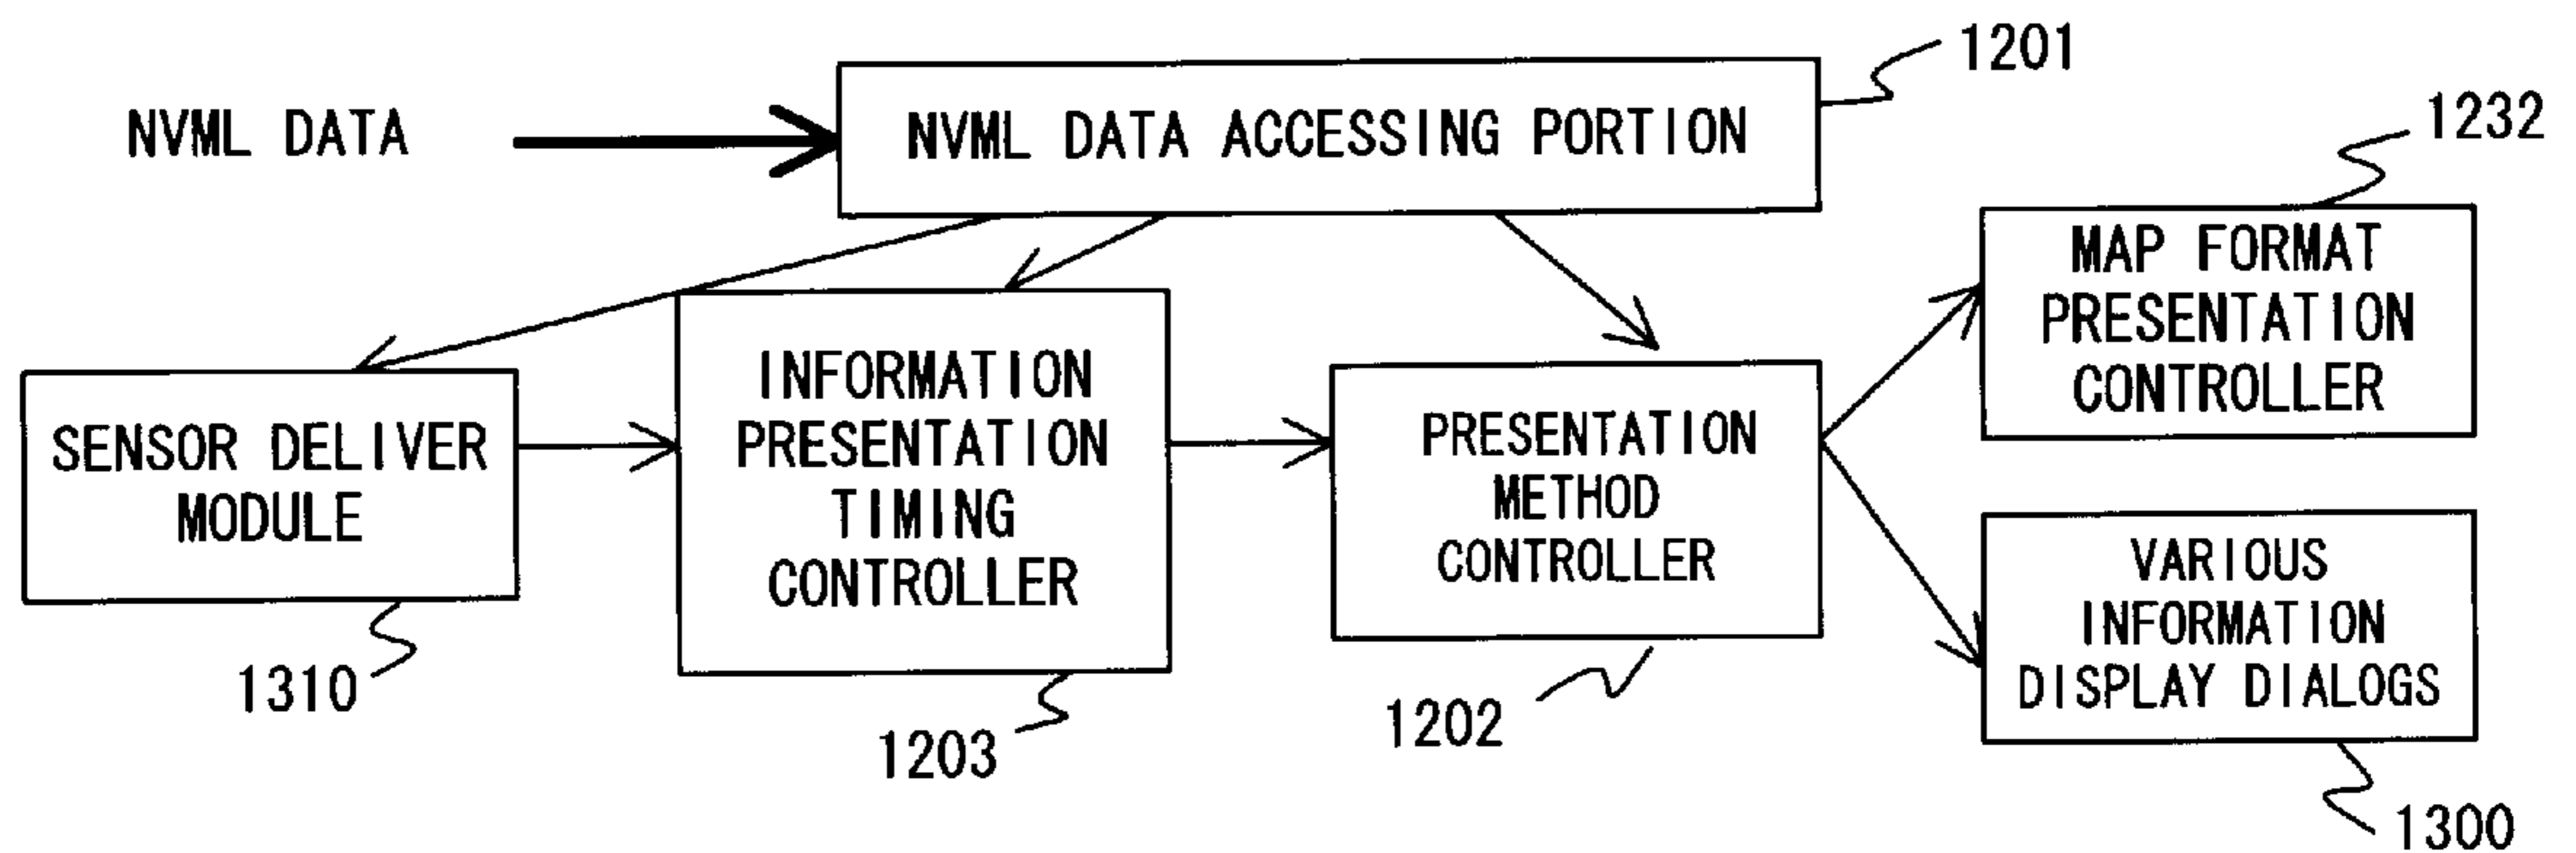 1201
NVML DATA
NVML DATA ACCESSING PORTION
1232
MAP FORMAT
PRESENTATION
CONTROLLER
SENSOR DELIVER
MODULE
INFORMATION
PRESENTATION
TIMING
CONTROLLER
PRESENTATION
METHOD
CONTROLLER
VARIOUS
INFORMATION
DISPLAY DIALOGS
1310
1203
1202
1300